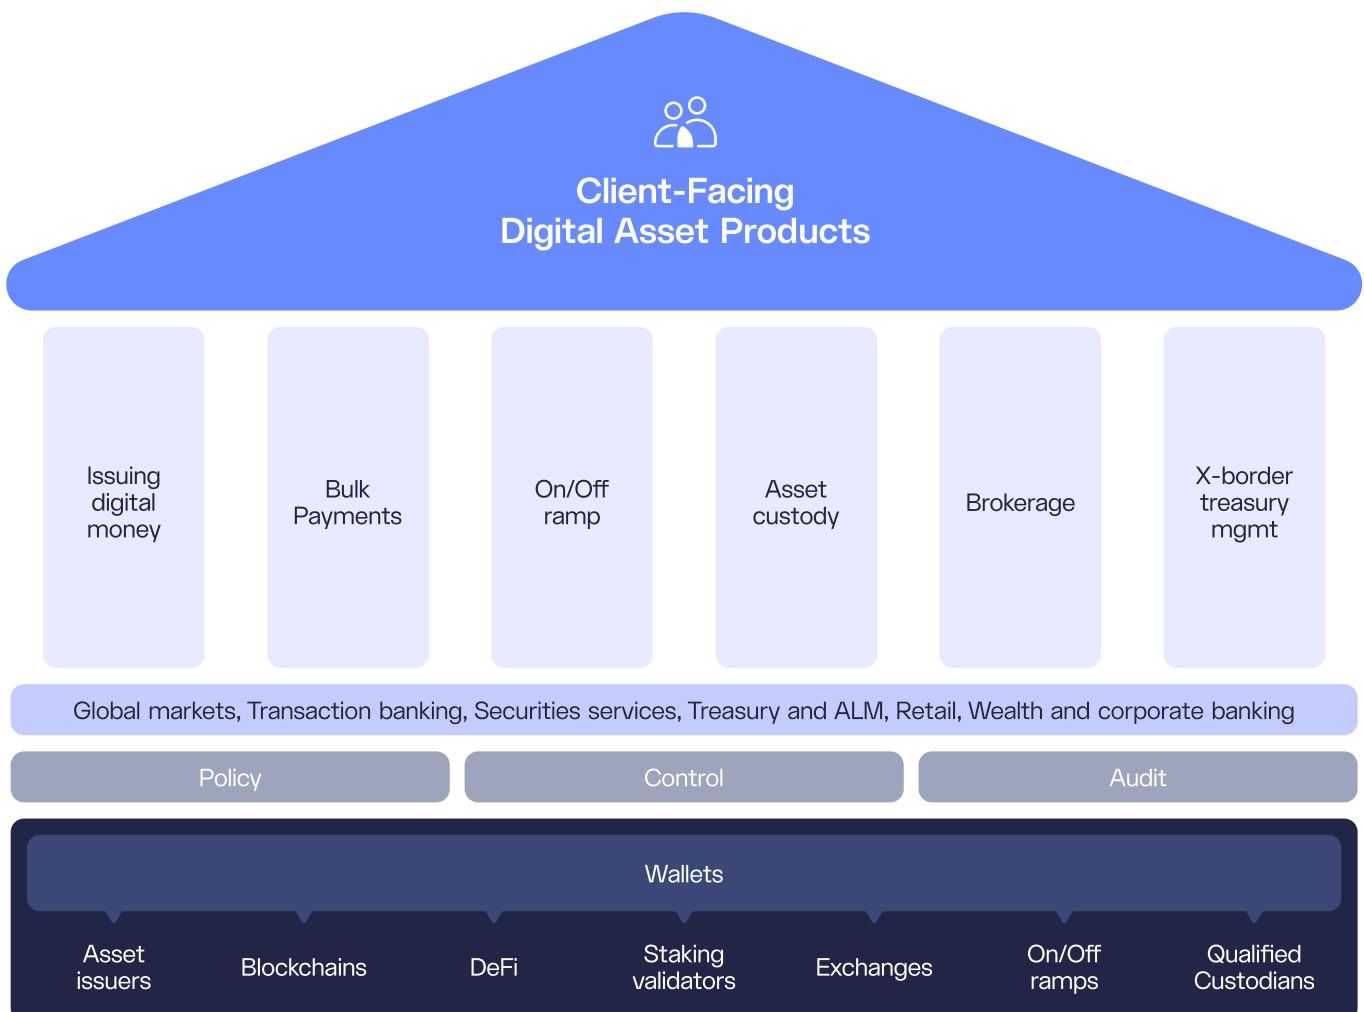 Client-Facing
Digital Asset Products
Issuing
digital
money
Bulk
Payments
On/Off
ramp
Asset
custody
Brokerage
X-border
treasury
mgmt
Global markets, Transaction banking, Securities services, Treasury and ALM, Retail, Wealth and corporate banking
Policy
Control
Audit
Wallets
Asset
issuers
Blockchains
DeFi
Staking
validators
Exchanges
On/Off
ramps
Qualified
Custodians